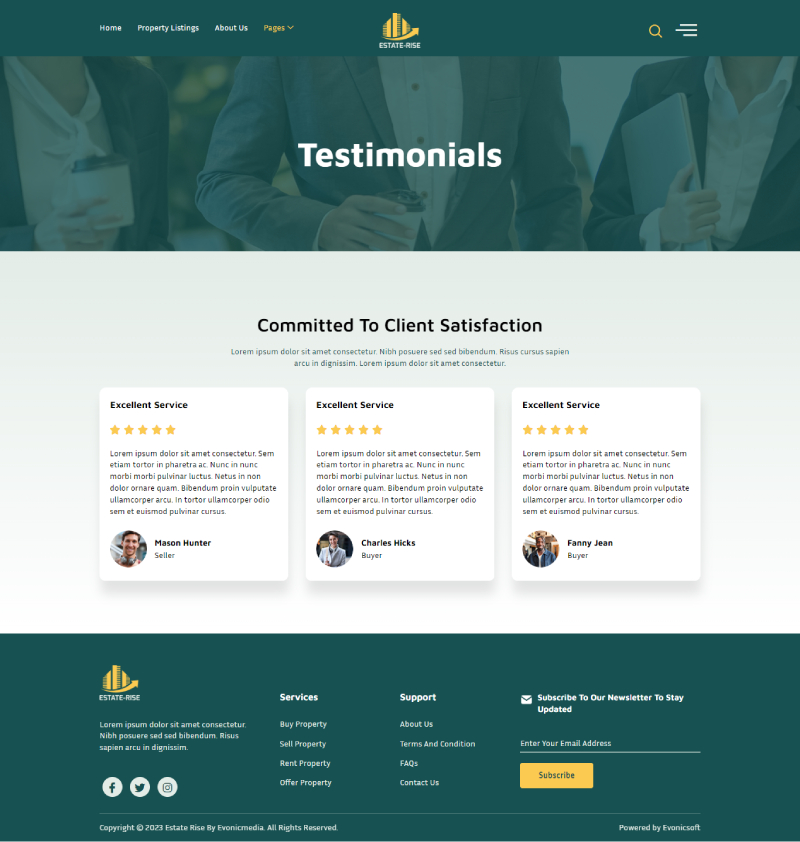 Home Property Listings About Us Pages
ESTATE-RISE
Testimonials
Committed To Client Satisfaction
Lorem ipsum dolor sit amet consectetur. Nibh posuere sed sed bibendum. Risus cursus sapien
arcu in dignissim. Lorem ipsum dolor sit amet consectetur.
Excellent Service
Lorem ipsum dolor sit amet consectetur. Sem
etiam tortor in pharetra ac. Nunc in nunc
morbi morbi pulvinar luctus. Netus in non
dolor ornare quam. Bibendum proin vulputate
ullamcorper arcu. In tortor ullamcorper odio
sem et euismod pulvinar cursus.
Mason Hunter
Seller
Excellent Service
Lorem ipsum dolor sit amet consectetur. Sem
etiam tortor in pharetra ac. Nunc in nunc
morbi morbi pulvinar luctus. Netus in non
dolor ornare quam. Bibendum proin vulputate
ullamcorper arcu. In tortor ullamcorper odio
sem et euismod pulvinar cursus.
Charles Hicks
Buyer
Excellent Service
Lorem ipsum dolor sit amet consectetur. Sem
etiam tortor in pharetra ac. Nunc in nunc
morbi morbi pulvinar luctus. Netus in non
dolor ornare quam. Bibendum proin vulputate
ullamcorper arcu. In tortor ullamcorper odio
sem et euismod pulvinar cursus.
Fanny Jean
Buyer
ESTATE-RISE
Lorem ipsum dolor sit amet consectetur.
Nibh posuere sed sed bibendum. Risus
sapien arcu in dignissim.
Services
Buy Property
Sell Property
Rent Property
Offer Property
Support
About Us
Terms And Condition
FAQs
Contact Us
Subscribe To Our Newsletter To Stay
Updated
Enter Your Email Address
Subscribe
Copyright © 2023 Estate Rise By Evonicmedia. All Rights Reserved.
Powered by Evonicsoft